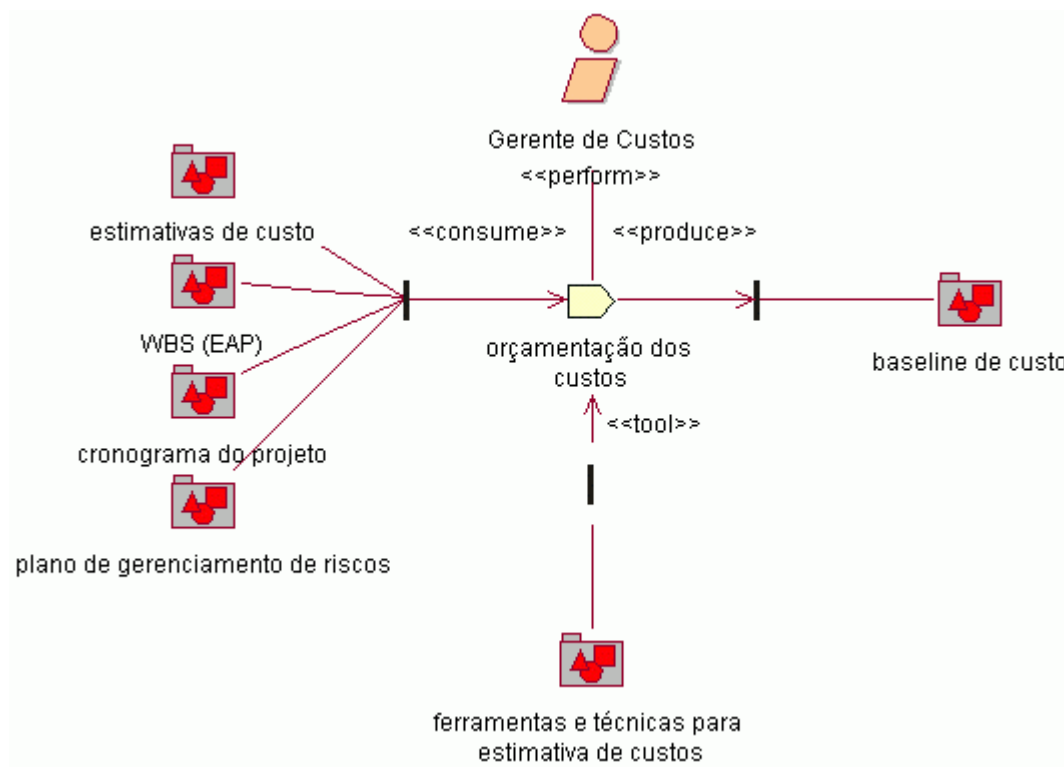 Gerente de Custos
<<perform>>
estimativas de custo
<<consume>>
<<produce>>
WBS (EAP)
orçamentação dos
custos
baseline de custo
<<tool>>
cronograma do projeto
plano de gerenciamento de riscos
ferramentas e técnicas para
estimativa de custos